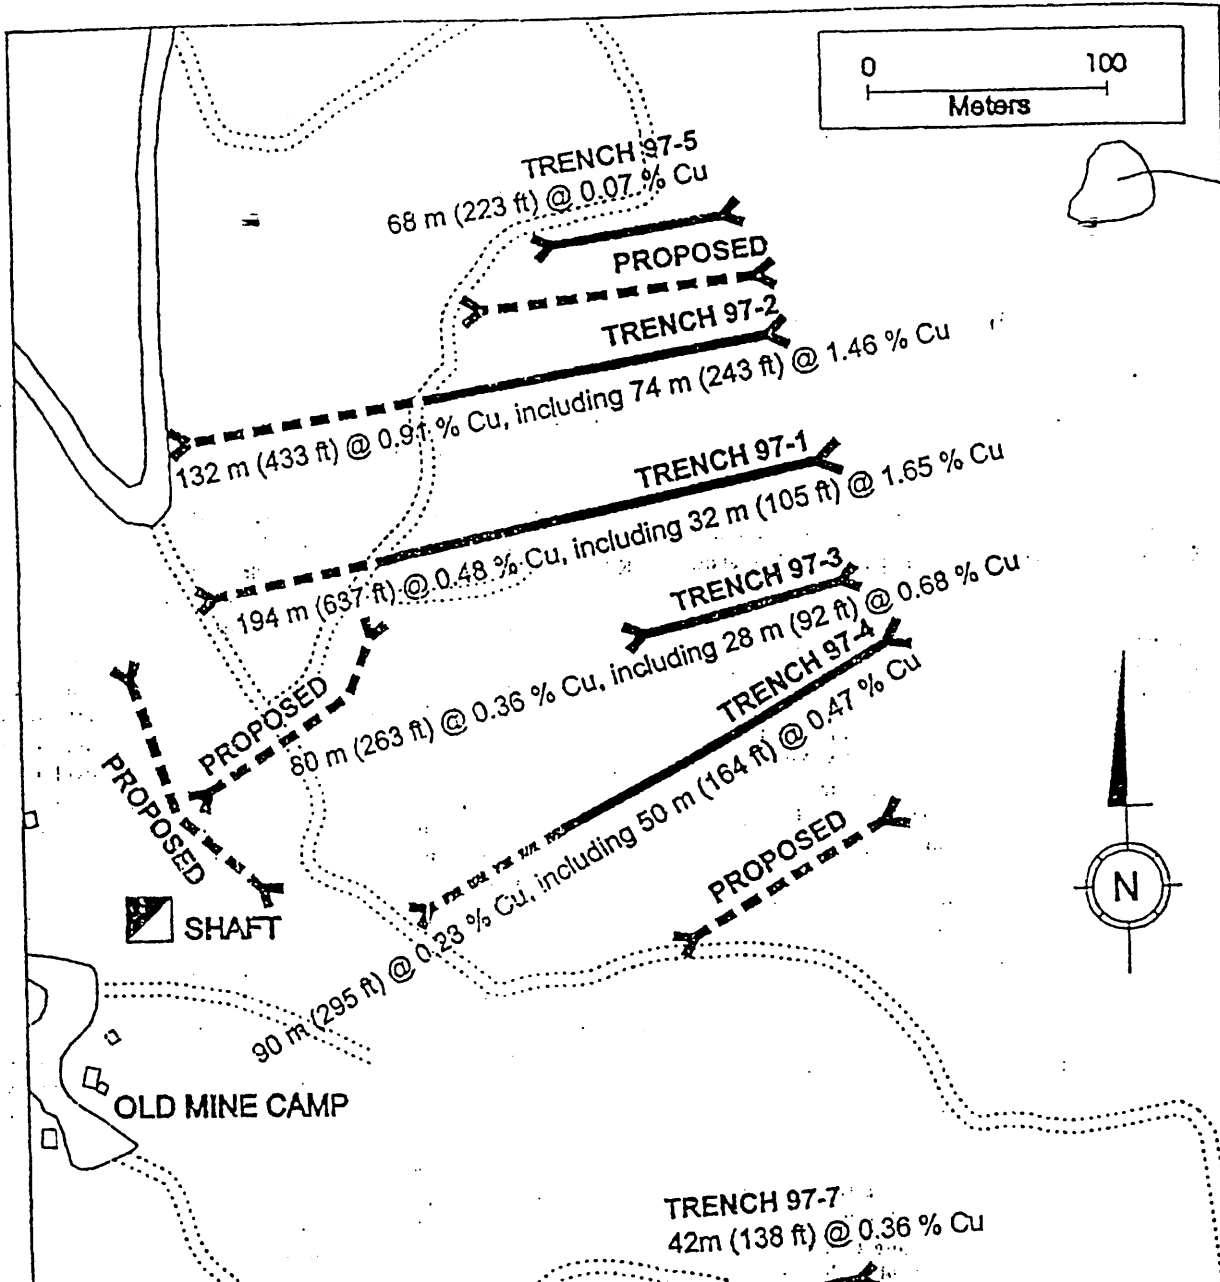 0 100
Meters
TRENCH 97-5
68 m (223 ft) @ 0.07 % Cu
PROPOSED
TRENCH 97-2
132 m (433 ft) @ 0.91 % Cu, including 74 m (243 ft) @ 1.46 % Cu
TRENCH 97-1
194 m (637 ft) @ 0.48 % Cu, including 32 m (105 ft) @ 1.65 % Cu
TRENCH 97-3
80 m (263 ft) @ 0.36 % Cu, including 28 m (92 ft) @ 0.68 % Cu
TRENCH 97-4
90 m (295 ft) @ 0.23 % Cu, including 50 m (164 ft) @ 0.47 % Cu
PROPOSED
PROPOSED
PROPOSED
N
SHAFT
OLD MINE CAMP
TRENCH 97-7
42m (138 ft) @ 0.36 % Cu